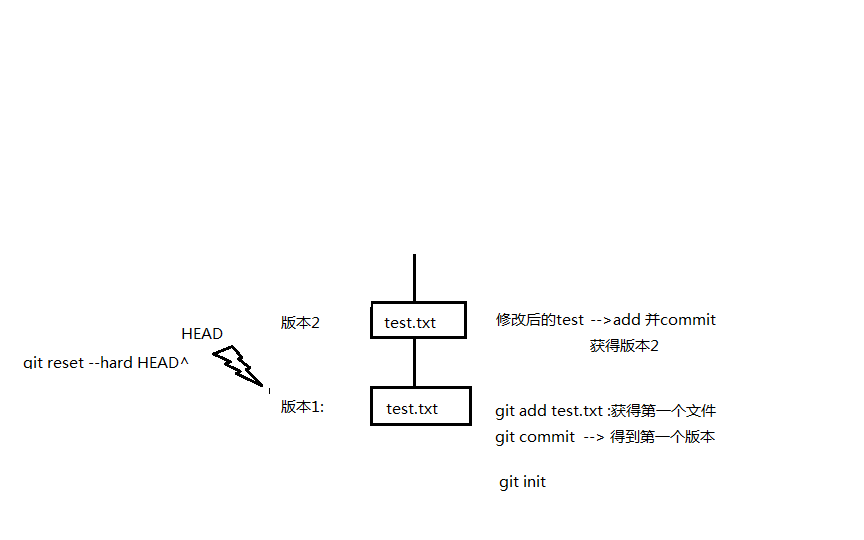 版本2
test.txt
修改后的test -->add 并commit
获得版本2
HEAD
git reset --hard HEAD^
版本1:
test.txt
git add test.txt :获得第一个文件
git commit --> 得到第一个版本
git init